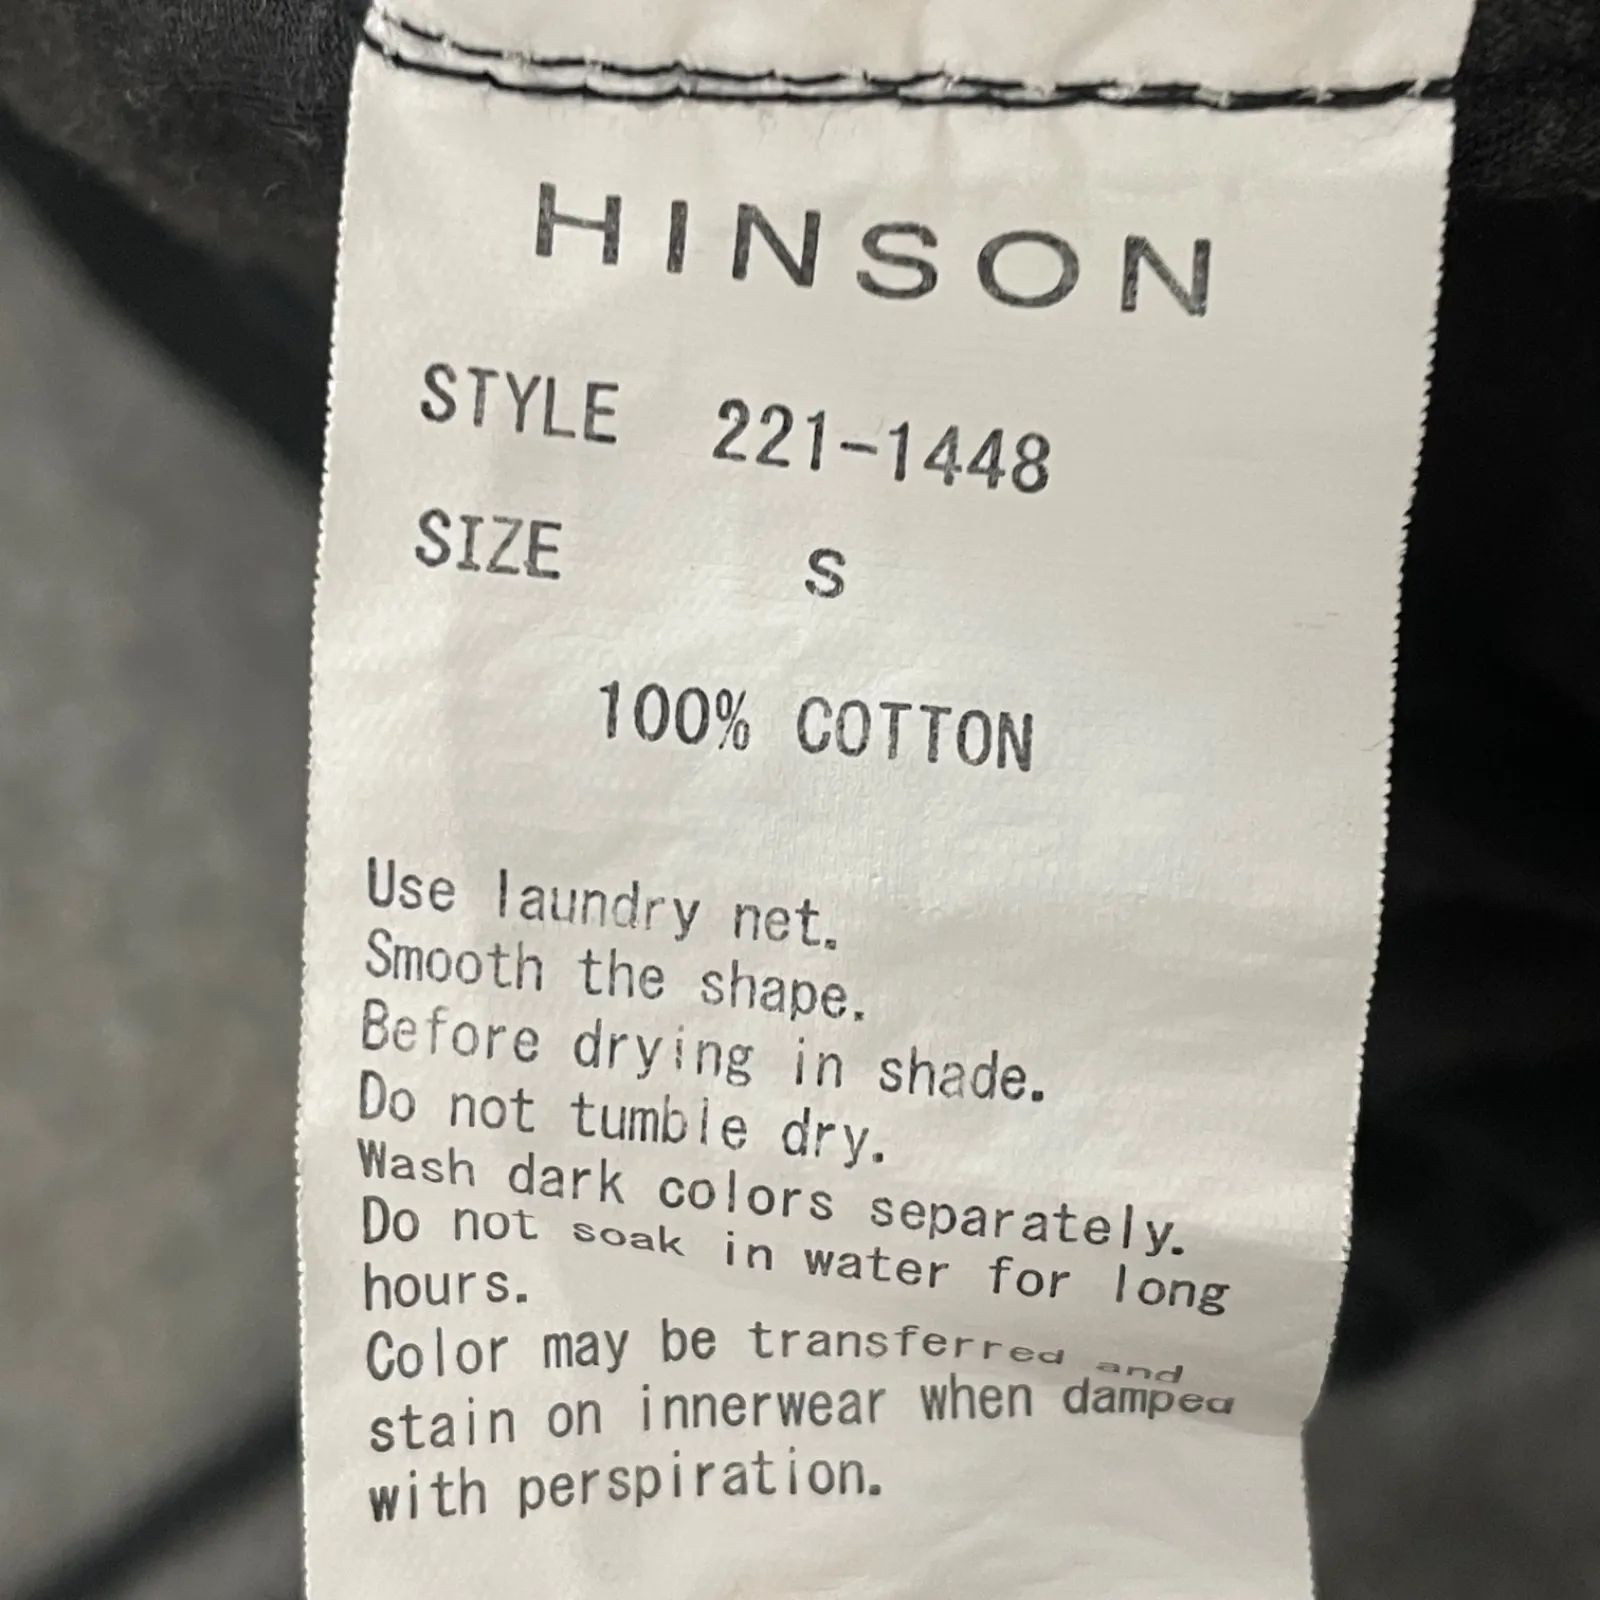 HINSON
STYLE 221-1448
SIZE S
100% COTTON
Use laundry net.
Smooth the shape.
Before drying in shade.
Do not tumble dry.
Wash dark colors separately.
Do not soak in water for long
hours.
Color may be transferred and
stain on innerwear when damped
with perspiration.